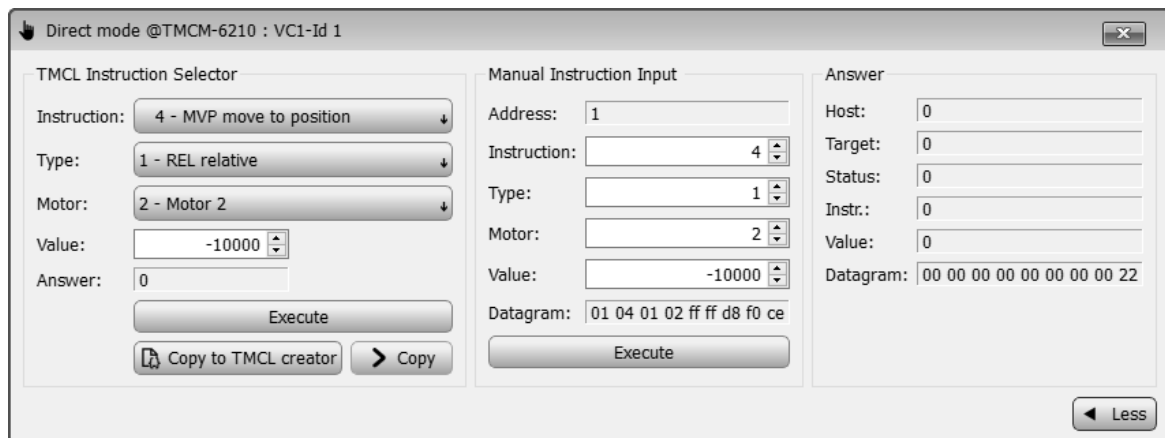 Direct mode @TMCM-6210 : VC1-Id 1
TMCL Instruction Selector
Instruction: 4 - MVP move to position
Type: 1 - REL relative
Motor: 2 - Motor 2
Value: -10000
Answer: 0
Execute
Copy to TMCL creator
Copy
Manual Instruction Input
Address: 1
Instruction: 4
Type: 1
Motor: 2
Value: -10000
Datagram: 01 04 01 02 ff ff d8 f0 ce
Execute
Answer
Host: 0
Target: 0
Status: 0
Instr.: 0
Value: 0
Datagram: 00 00 00 00 00 00 00 00 22
Less